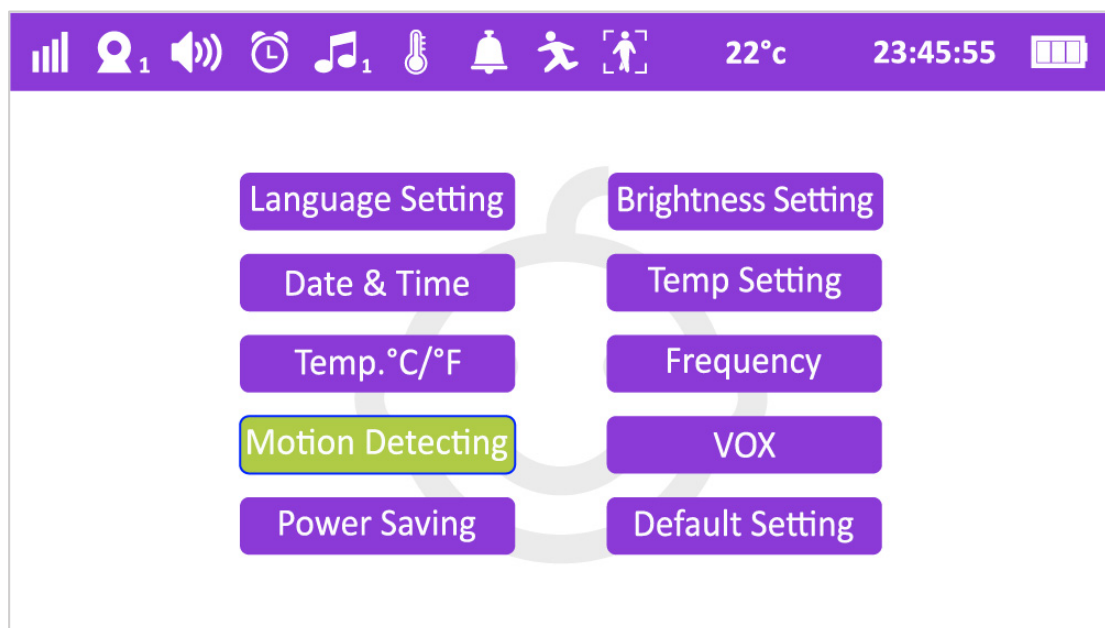 1 1 22°c 23:45:55
Language Setting Brightness Setting
Date & Time Temp Setting
Temp.°C/°F Frequency
Motion Detecting VOX
Power Saving Default Setting